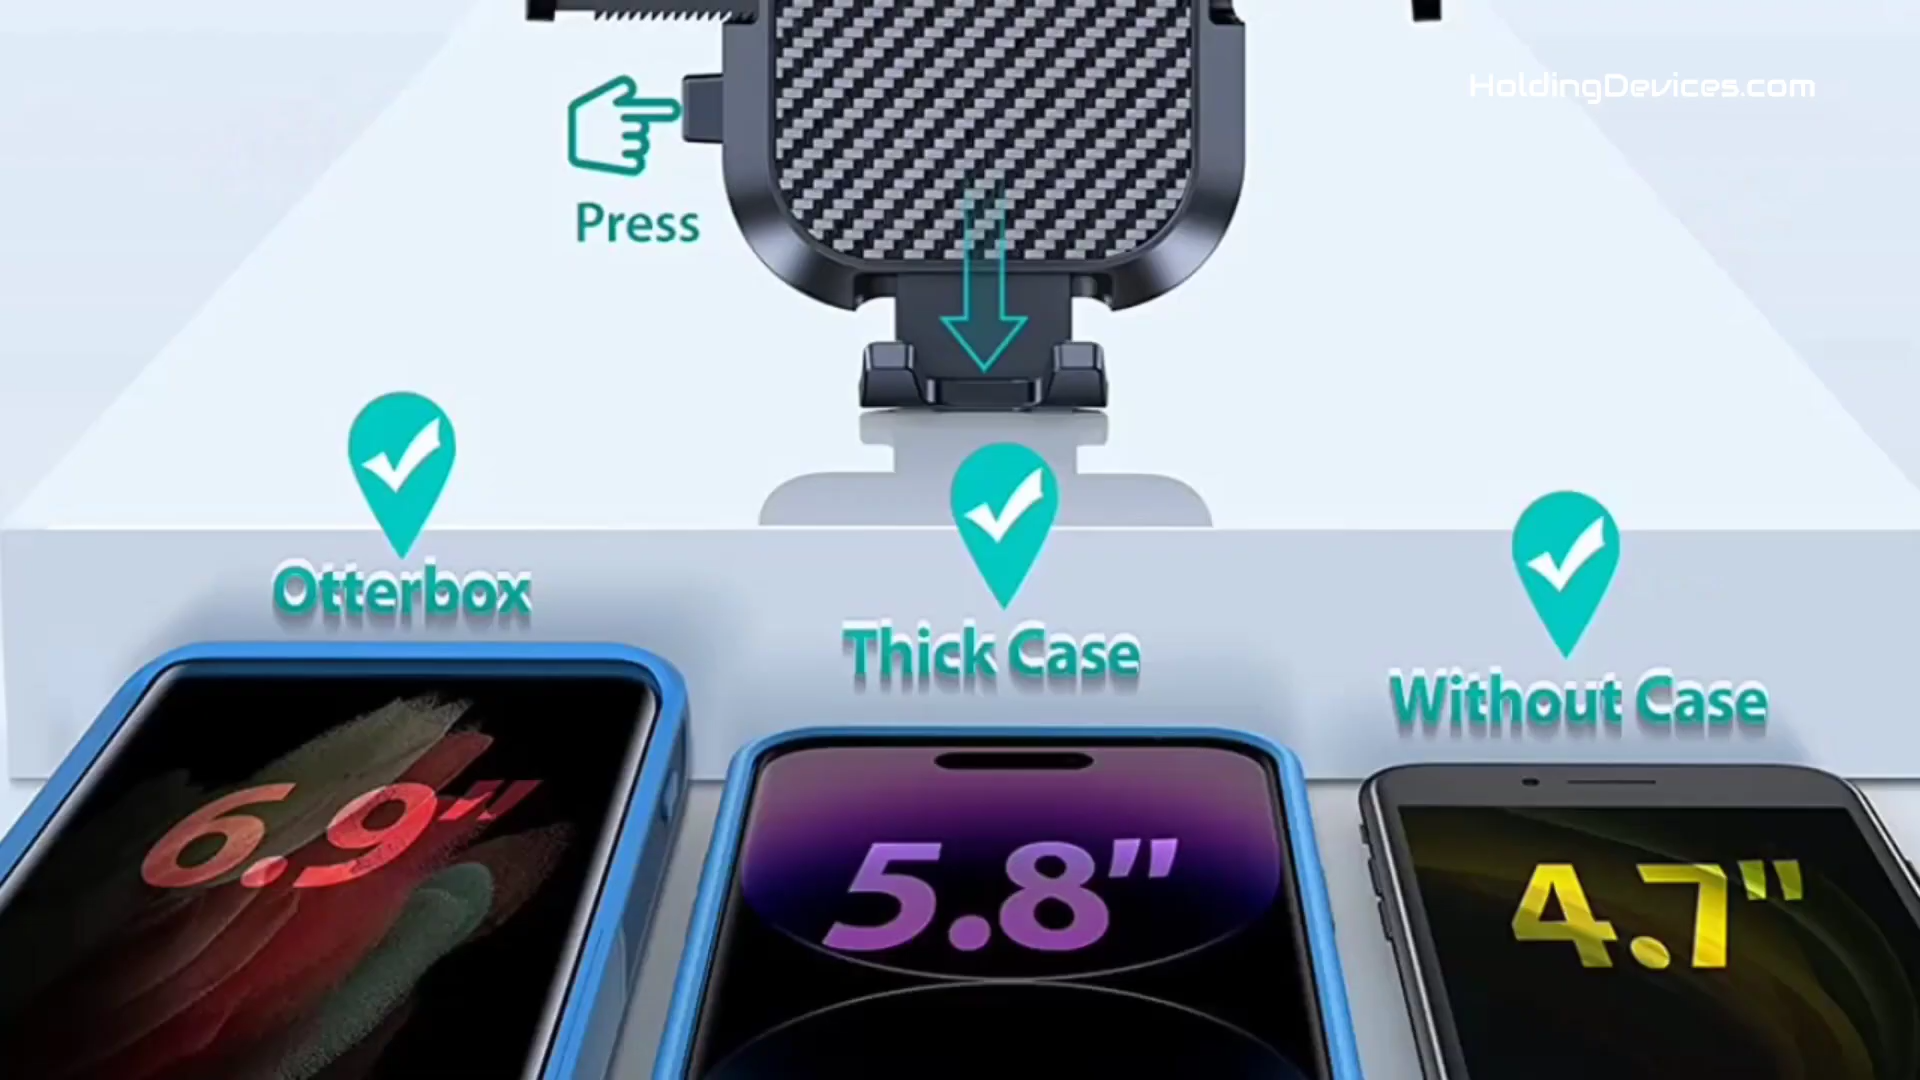 HoldingDevices.com
Press
Otterbox
Thick Case
Without Case
6.9"
5.8"
4.7"